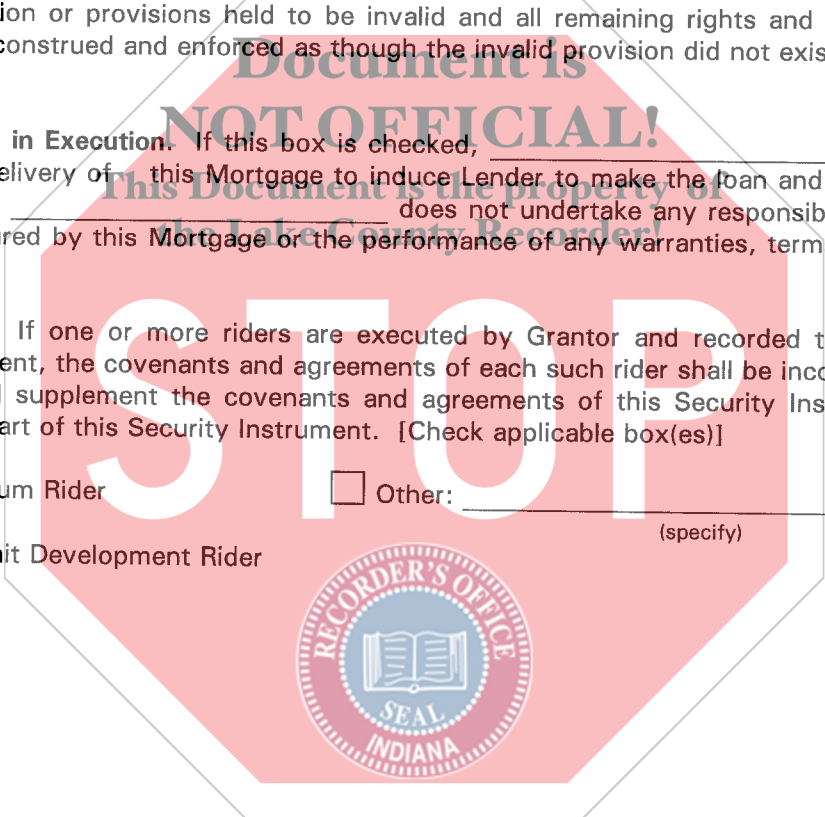 ion or provisions held to be invalid and all remaining rights and
construed and enforced as though the invalid provision did not exis
Document is
NOT OFFICIAL!
in Execution. If this box is checked,
elivery of this Mortgage to induce Lender to make the loan and
This Document is the property of
does not undertake any responsib
the Lake County Recorder!
red by this Mortgage or the performance of any warranties, term
STOP
If one or more riders are executed by Grantor and recorded t
ent, the covenants and agreements of each such rider shall be inco
supplement the covenants and agreements of this Security Ins
art of this Security Instrument. [Check applicable box(es)]
um Rider
Other:
(specify)
it Development Rider
RECORDER'S OFFICE
SEAL
INDIANA